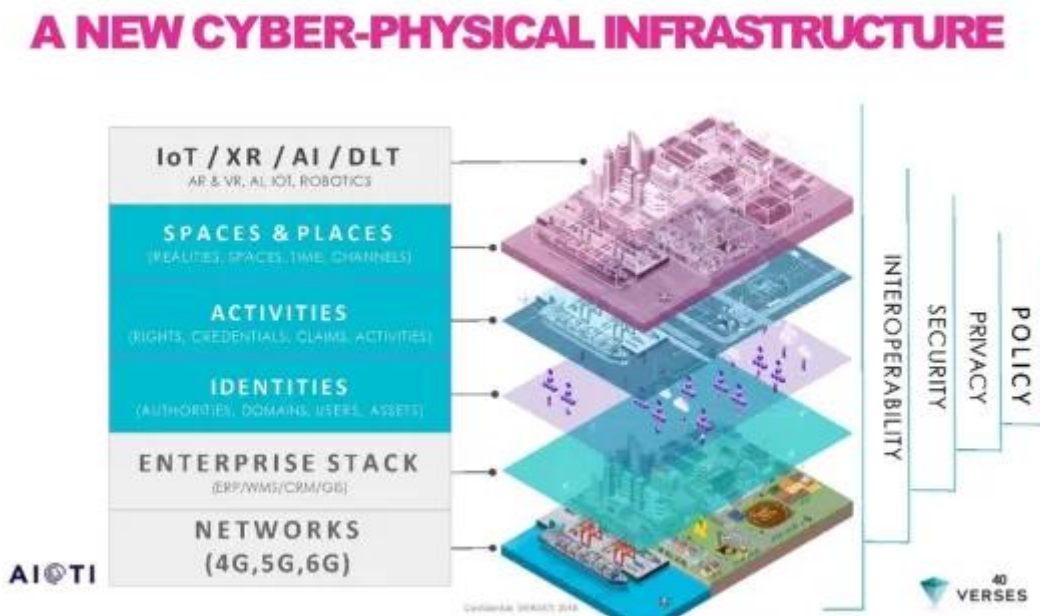 A NEW CYBER-PHYSICAL INFRASTRUCTURE
IoT / XR / AI / DLT
AR & VR, AI, IOT, ROBOTICS
SPACES & PLACES
(REALITIES, SPACES, TIME, CHANNELS)
ACTIVITIES
(RIGHTS, CREDENTIALS, CLAIMS, ACTIVITIES)
IDENTITIES
(AUTHORITIES, DOMAINS, USERS, ASSETS)
ENTERPRISE STACK
(ERP/WMS/CRM/GIS)
NETWORKS
(4G,5G,6G)
INTEROPERABILITY
SECURITY
PRIVACY
POLICY
AIOTI
Confidential
40
VERSES